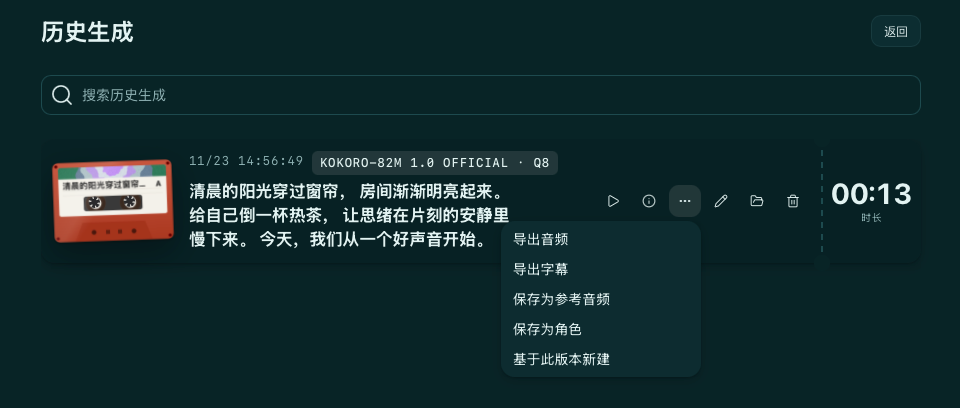 历史生成
返回
搜索历史生成
清晨的阳光穿过窗帘… A
11/23 14:56:49 KOKORO-82M 1.0 OFFICIAL · Q8
清晨的阳光穿过窗帘， 房间渐渐明亮起来。
给自己倒一杯热茶， 让思绪在片刻的安静里
慢下来。 今天，我们从一个好声音开始。
00:13
时长
导出音频
导出字幕
保存为参考音频
保存为角色
基于此版本新建